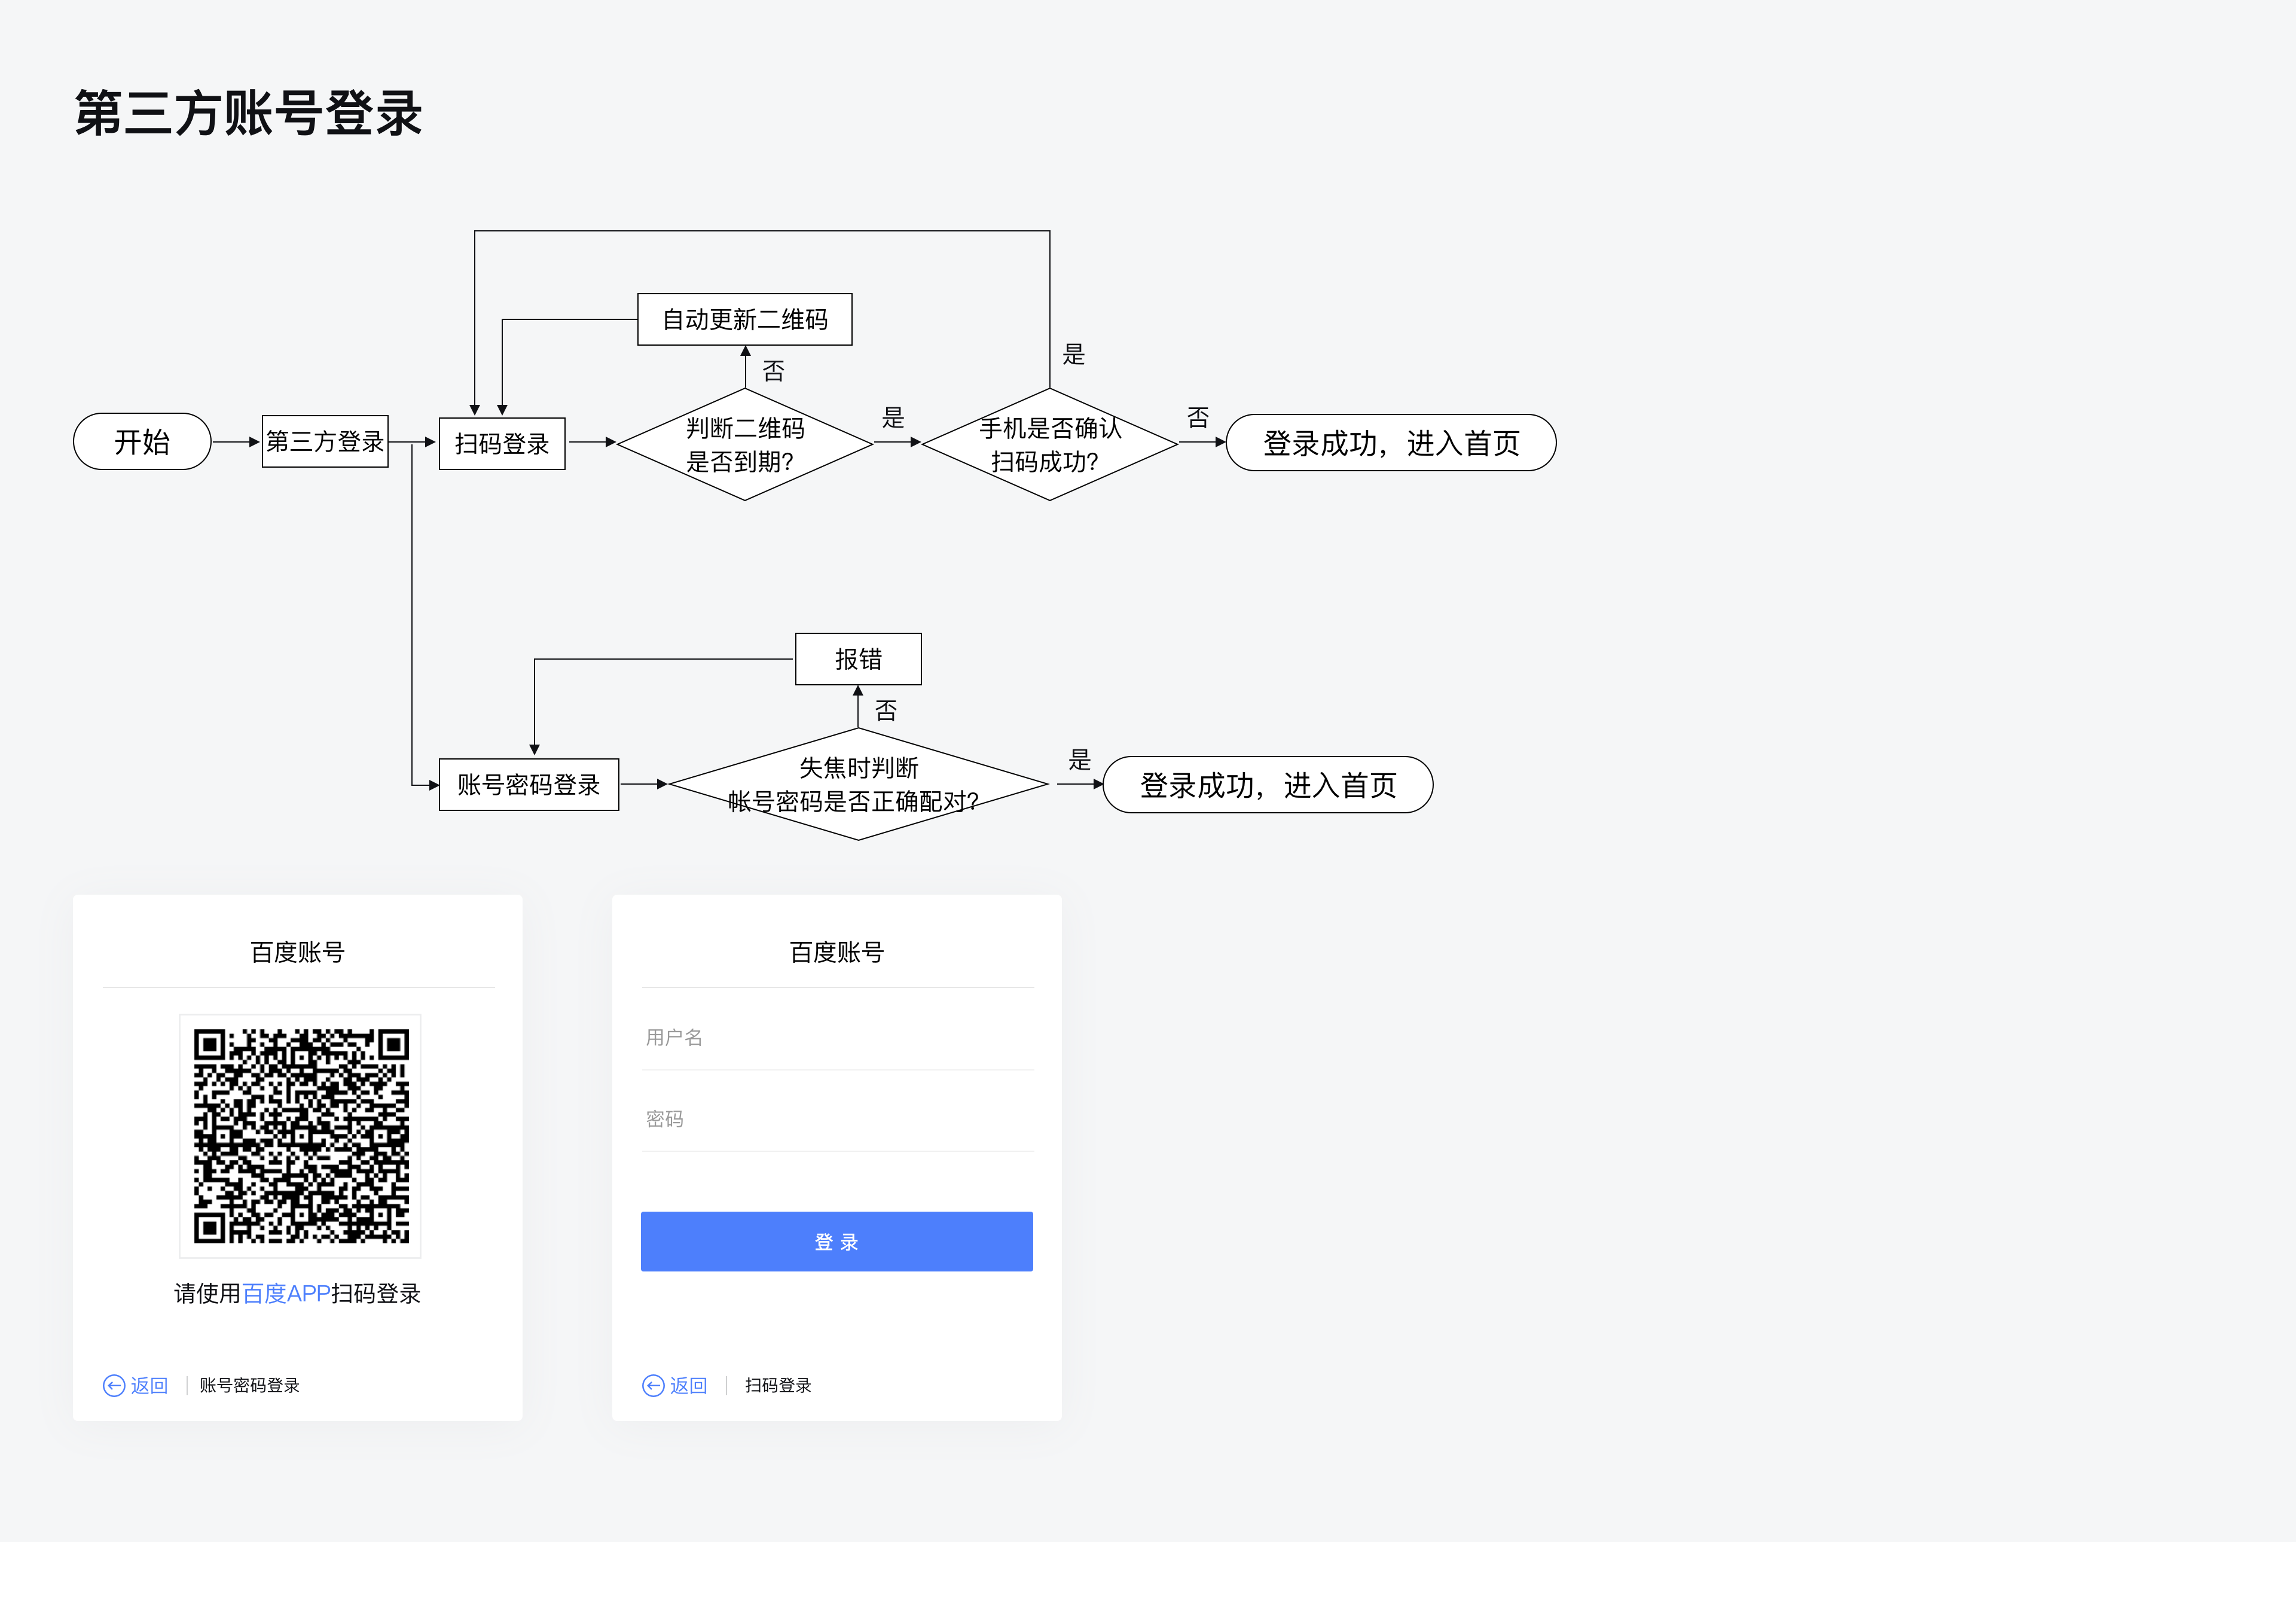 第三方账号登录
自动更新二维码
否
是
开始
第三方登录
扫码登录
判断二维码
是否到期?
是
手机是否确认
扫码成功?
否
登录成功，进入首页
报错
否
账号密码登录
失焦时判断
帐号密码是否正确配对?
是
登录成功，进入首页
百度账号
请使用百度APP扫码登录
返回
账号密码登录
百度账号
用户名
密码
登 录
返回
扫码登录